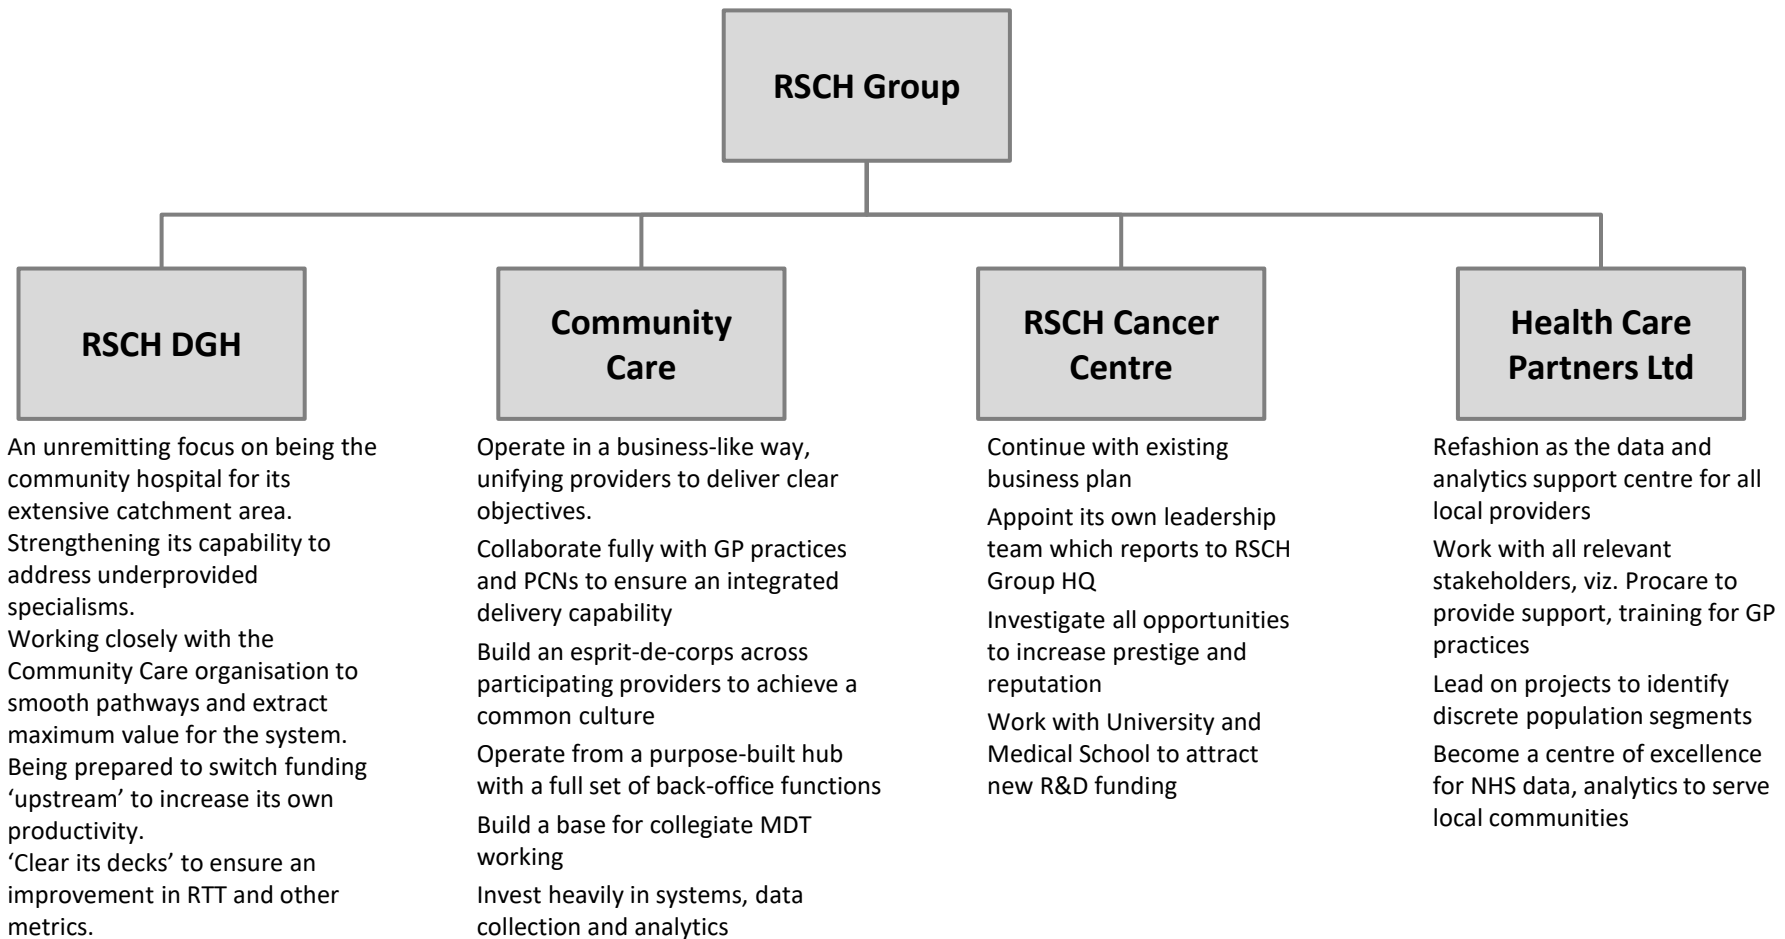 RSCH Group
RSCH DGH
Community
Care
RSCH Cancer
Centre
Health Care
Partners Ltd
An unremitting focus on being the
community hospital for its
extensive catchment area.
Strengthening its capability to
address underprovided
specialisms.
Working closely with the
Community Care organisation to
smooth pathways and extract
maximum value for the system.
Being prepared to switch funding
‘upstream’ to increase its own
productivity.
‘Clear its decks’ to ensure an
improvement in RTT and other
metrics.
Operate in a business-like way,
unifying providers to deliver clear
objectives.
Collaborate fully with GP practices
and PCNs to ensure an integrated
delivery capability
Build an esprit-de-corps across
participating providers to achieve a
common culture
Operate from a purpose-built hub
with a full set of back-office functions
Build a base for collegiate MDT
working
Invest heavily in systems, data
collection and analytics
Continue with existing
business plan
Appoint its own leadership
team which reports to RSCH
Group HQ
Investigate all opportunities
to increase prestige and
reputation
Work with University and
Medical School to attract
new R&D funding
Refashion as the data and
analytics support centre for all
local providers
Work with all relevant
stakeholders, viz. Procare to
provide support, training for GP
practices
Lead on projects to identify
discrete population segments
Become a centre of excellence
for NHS data, analytics to serve
local communities